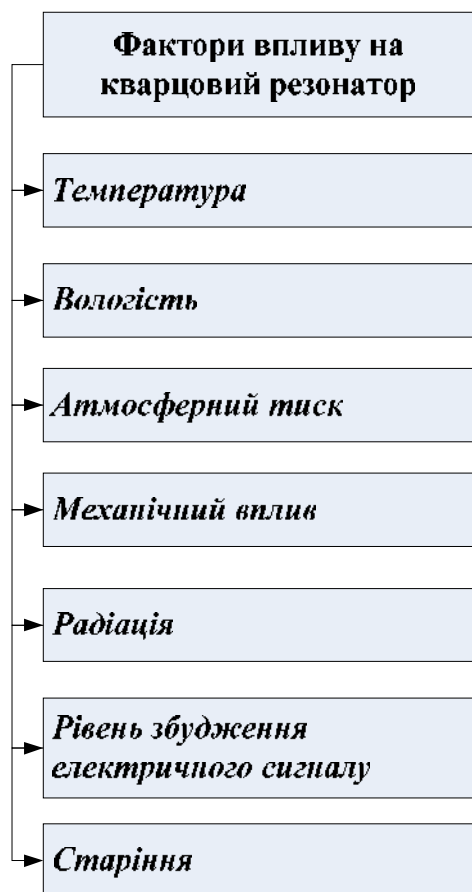 Фактори впливу на
кварцовий резонатор
Температура
Вологість
Атмосферний тиск
Механічний вплив
Радіація
Рівень збудження
електричного сигналу
Старіння